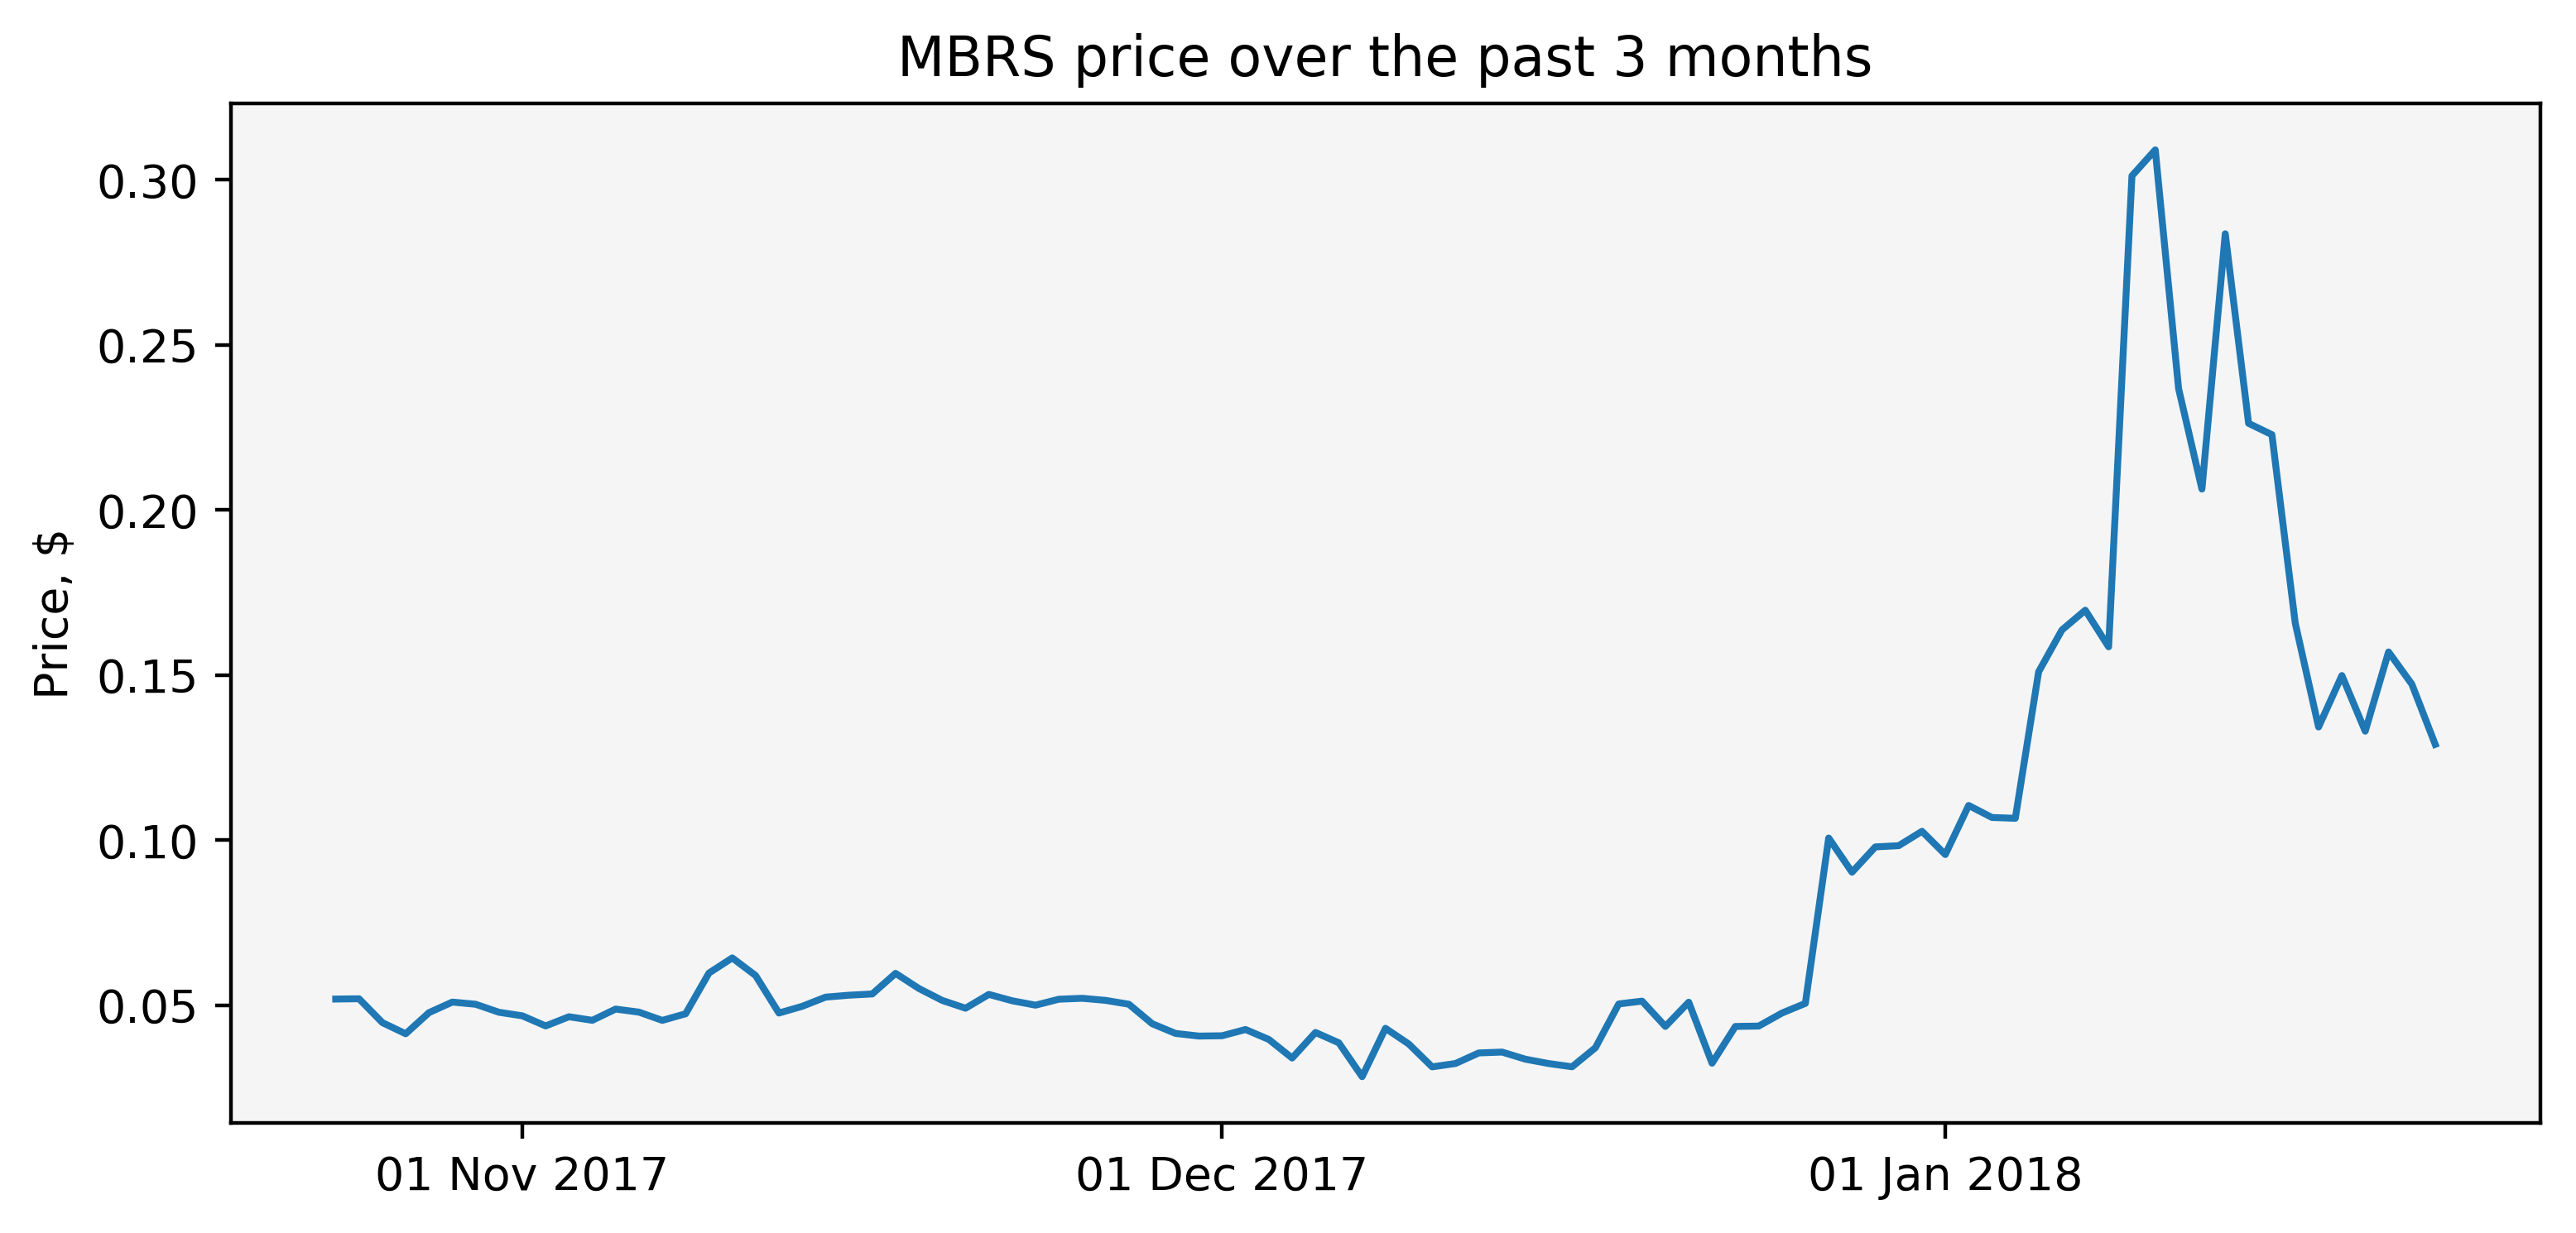 MBRS price over the past 3 months
Price, $
0.30
0.25
0.20
0.15
0.10
0.05
01 Nov 2017
01 Dec 2017
01 Jan 2018